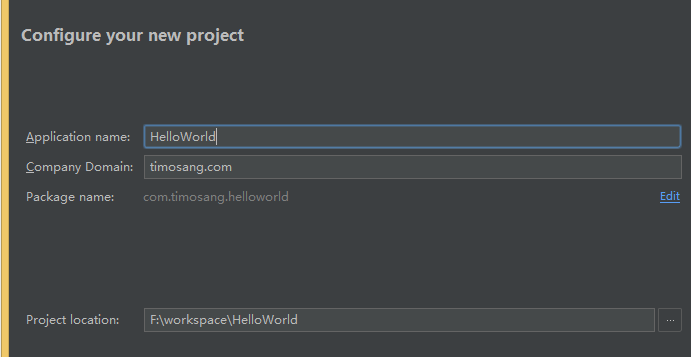 Configure your new project
Application name: HelloWorld
Company Domain: timosang.com
Package name: com.timosang.helloworld Edit
Project location: F:\workspace\HelloWorld ...